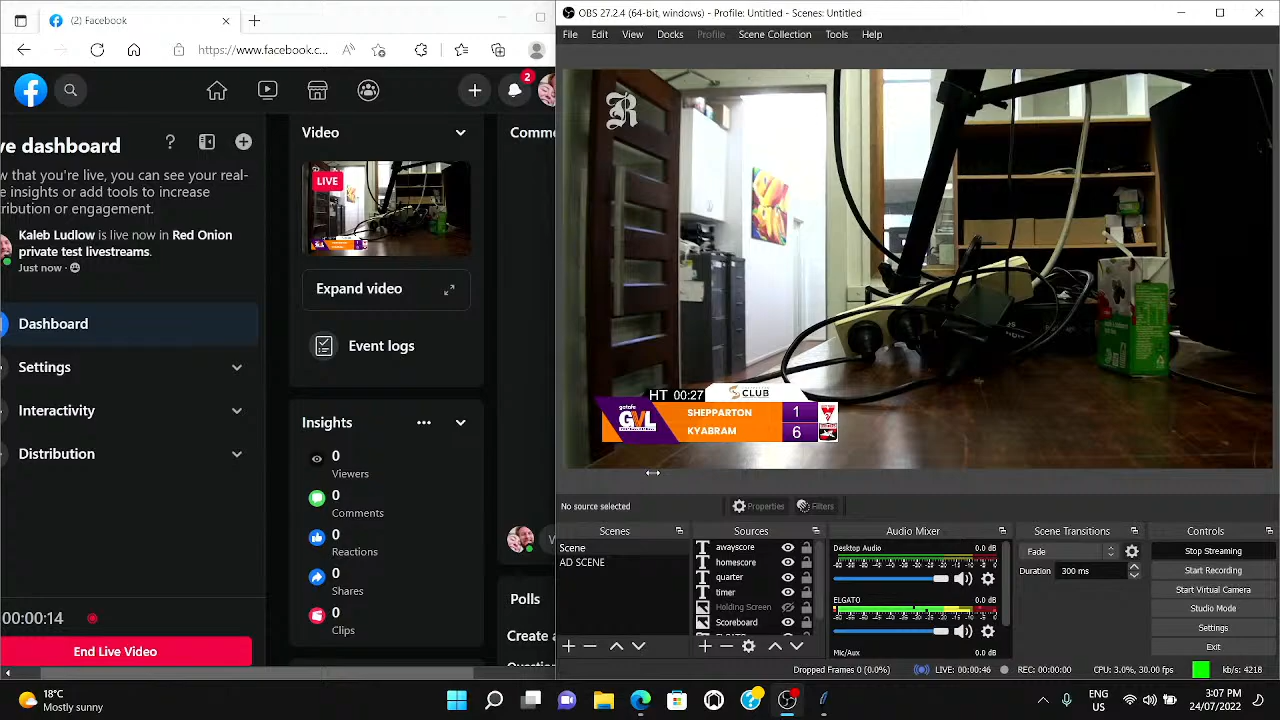 (2) Facebook
https://www.facebook.c...
2
ve dashboard
w that you're live, you can see your real-
e insights or add tools to increase
ribution or engagement.
Kaleb Ludlow is live now in Red Onion
private test livestreams.
Just now ·
Dashboard
Settings
Interactivity
Distribution
00:00:14
End Live Video
Video
LIVE
Expand video
Event logs
Insights
0
Viewers
0
Comments
0
Reactions
0
Shares
0
Clips
Comme
Polls
Create a
OBS 27.2.4 (64-bit, windows) - Profile: Untitled - Scenes: Untitled
File Edit View Docks Profile Scene Collection Tools Help
R
HT 00:27
CLUB
gotafe
GVL
SHEPPARTON 1
KYABRAM 6
No source selected
Properties
Filters
Scenes
Scene
AD SCENE
Sources
awayscore
homescore
quarter
timer
Holding Screen
Scoreboard
Audio Mixer
Desktop Audio 0.0 dB
ELGATO 0.0 dB
Mic/Aux 0.0 dB
Scene Transitions
Fade
Duration 300 ms
Controls
Stop Streaming
Start Recording
Start Virtual Camera
Studio Mode
Settings
Exit
Dropped Frames 0 (0.0%)
LIVE: 00:00:46
REC: 00:00:00
CPU: 3.0%, 30.00 fps
kb/s: 4218
18°C
Mostly sunny
ENG
US
3:07 PM
24/07/2022